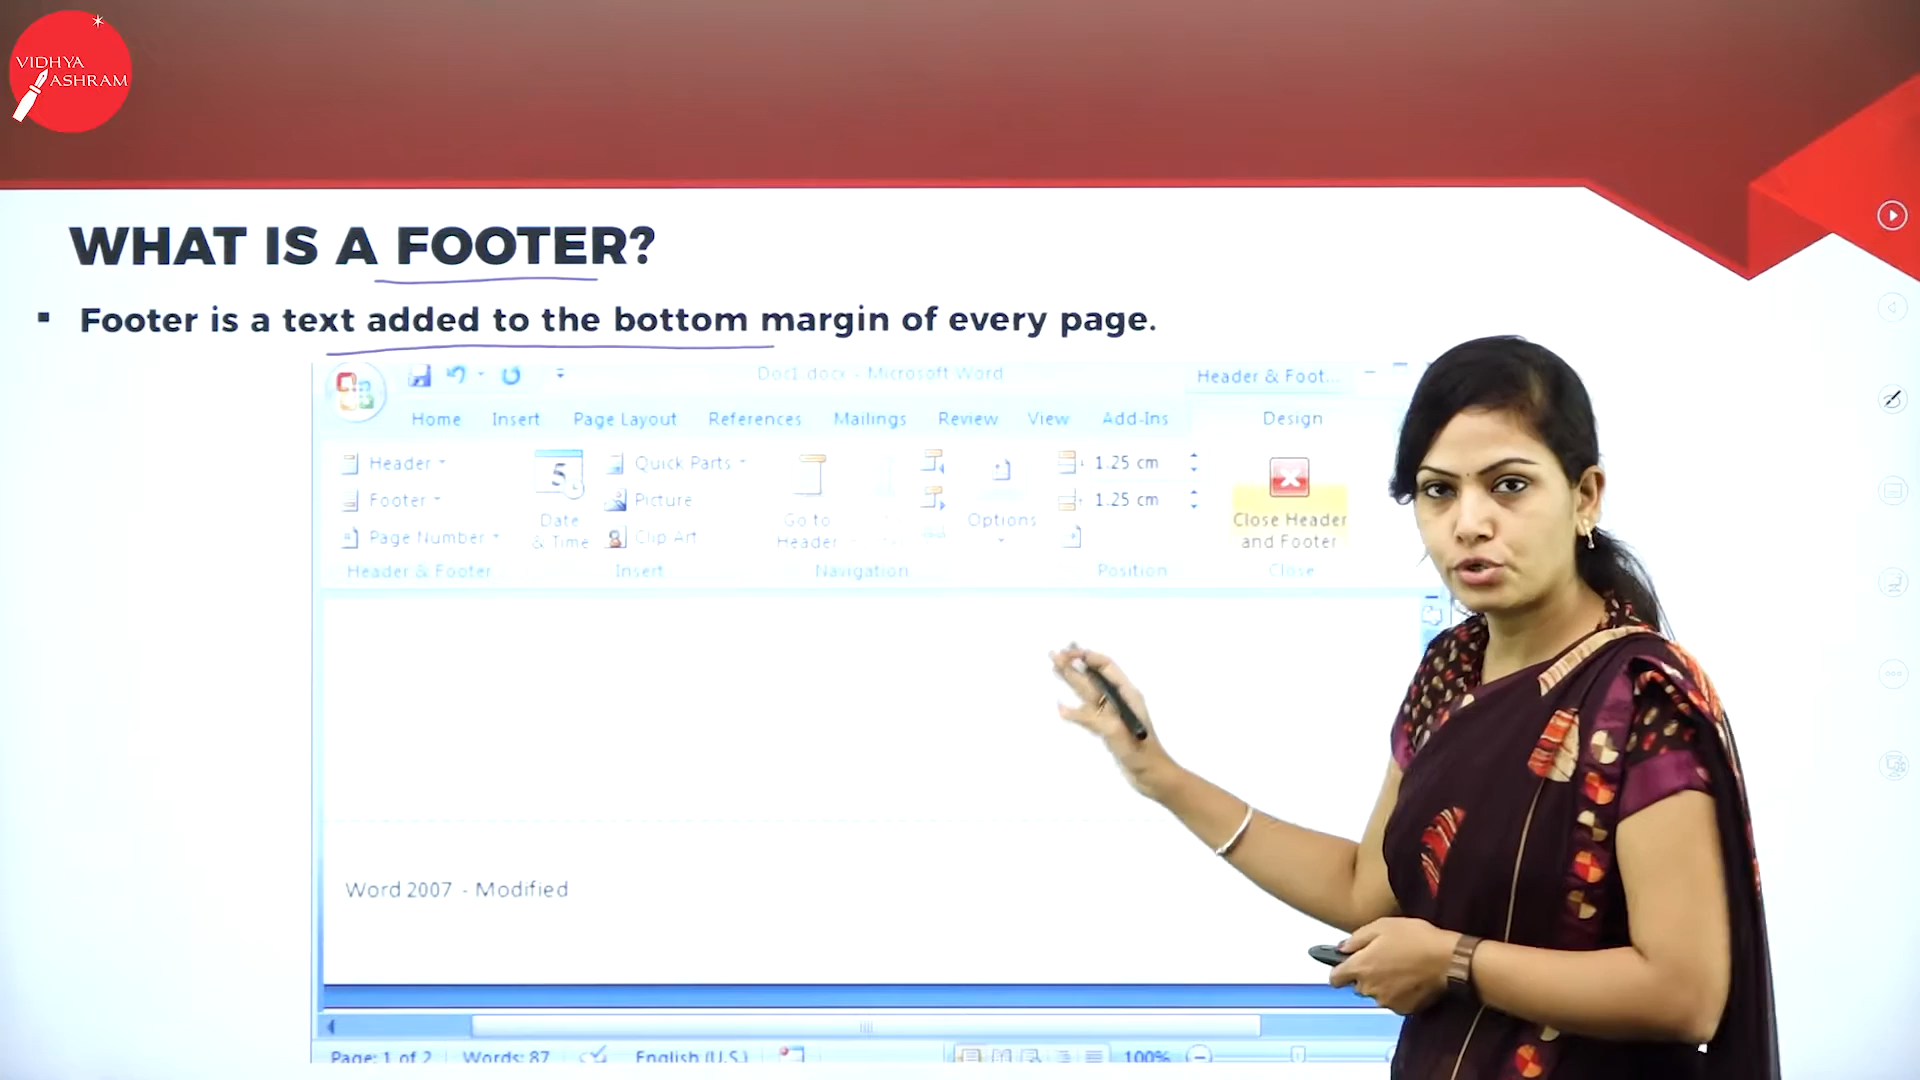 VIDHYA
ASHRAM
WHAT IS A FOOTER?
▪ Footer is a text added to the bottom margin of every page.
Doc1.docx - Microsoft Word
Header & Foot...
Home Insert Page Layout References Mailings Review View Add-Ins Design
Header
Footer
Page Number
Header & Footer
5
Date
& Time
Quick Parts
Picture
Clip Art
Insert
Go to
Header
Navigation
Options
1.25 cm
1.25 cm
Position
Close Header
and Footer
Close
Word 2007 - Modified
Page: 1 of 2 Words: 87 English (U.S.) 100%